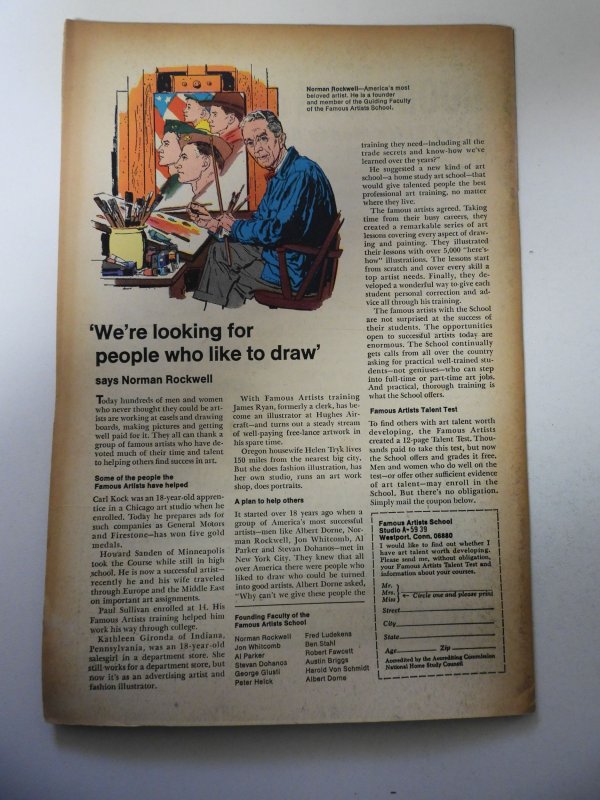 Norman Rockwell—America's most
beloved artist. He is a founder
and member of the Guiding Faculty
of the Famous Artists School.
'We're looking for
people who like to draw'
says Norman Rockwell
Today hundreds of men and women
who never thought they could be art-
ists are working at easels and drawing
boards, making pictures and getting
well paid for it. They all can thank a
group of famous artists who have de-
voted much of their time and talent
to helping others find success in art.
Some of the people the
Famous Artists have helped
Carl Kock was an 18-year-old appren-
tice in a Chicago art studio when he
enrolled. Today he prepares ads for
such companies as General Motors
and Firestone—has won five gold
medals.
Howard Sanden of Minneapolis
took the Course while still in high
school. He is now a successful artist—
recently he and his wife traveled
through Europe and the Middle East
on important art assignments.
Paul Sullivan enrolled at 14. His
Famous Artists training helped him
work his way through college.
Kathleen Gironda of Indiana,
Pennsylvania, was an 18-year-old
salesgirl in a department store. She
still works for a department store, but
now it's as an advertising artist and
fashion illustrator.
With Famous Artists training
James Ryan, formerly a clerk, has be-
come an illustrator at Hughes Air-
craft—and turns out a steady stream
of well-paying free-lance artwork in
his spare time.
Oregon housewife Helen Tryk lives
150 miles from the nearest big city.
But she does fashion illustration, has
her own studio, runs an art work
shop, does portraits.
A plan to help others
It started over 18 years ago when a
group of America's most successful
artists—men like Albert Dorne, Nor-
man Rockwell, Jon Whitcomb, Al
Parker and Stevan Dohanos—met in
New York City. They knew that all
over America there were people who
liked to draw who could be turned
into good artists. Albert Dorne asked,
"Why can't we give these people the
Founding Faculty of the
Famous Artists School
Norman Rockwell
Jon Whitcomb
Al Parker
Stevan Dohanos
George Giusti
Peter Helck
Fred Ludekens
Ben Stahl
Robert Fawcett
Austin Briggs
Harold Von Schmidt
Albert Dorne
training they need—including all the
trade secrets and know-how we've
learned over the years?"
He suggested a new kind of art
school—a home study art school—that
would give talented people the best
professional art training, no matter
where they live.
The famous artists agreed. Taking
time from their busy careers, they
created a remarkable series of art
lessons covering every aspect of draw-
ing and painting. They illustrated
their lessons with over 5,000 "here's-
how" illustrations. The lessons start
from scratch and cover every skill a
top artist needs. Finally, they de-
veloped a wonderful way to give each
student personal correction and ad-
vice all through his training.
The famous artists with the School
are not surprised at the success of
their students. The opportunities
open to successful artists today are
enormous. The School continually
gets calls from all over the country
asking for practical well-trained stu-
dents—not geniuses—who can step
into full-time or part-time art jobs.
And practical, thorough training is
what the School offers.
Famous Artists Talent Test
To find others with art talent worth
developing, the Famous Artists
created a 12-page Talent Test. Thou-
sands paid to take this test, but now
the School offers and grades it free.
Men and women who do well on the
test—or offer other sufficient evidence
of art talent—may enroll in the
School. But there's no obligation.
Simply mail the coupon below.
Famous Artists School
Studio A-5939
Westport, Conn. 06880
I would like to find out whether I
have art talent worth developing.
Please send me, without obligation,
your Famous Artists Talent Test and
information about your courses.
Mr.
Mrs. ← Circle one and please print
Miss
Street
City
State
Age Zip
Accredited by the Accrediting Commission
National Home Study Council